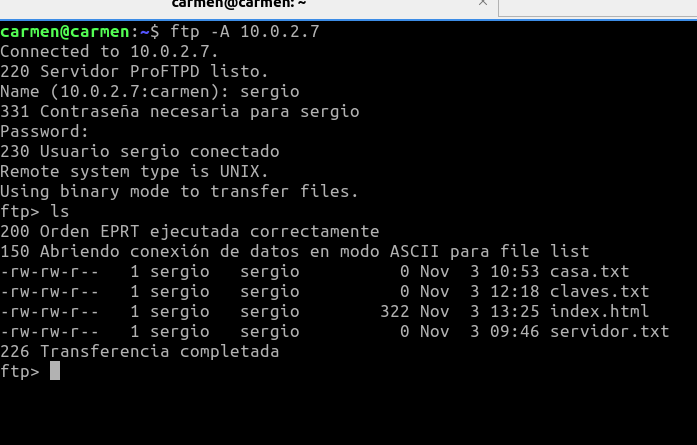 carmen@carmen: ~
carmen@carmen:~$ ftp -A 10.0.2.7
Connected to 10.0.2.7.
220 Servidor ProFTPD listo.
Name (10.0.2.7:carmen): sergio
331 Contraseña necesaria para sergio
Password:
230 Usuario sergio conectado
Remote system type is UNIX.
Using binary mode to transfer files.
ftp> ls
200 Orden EPRT ejecutada correctamente
150 Abriendo conexión de datos en modo ASCII para file list
-rw-rw-r--   1 sergio   sergio          0 Nov  3 10:53 casa.txt
-rw-rw-r--   1 sergio   sergio          0 Nov  3 12:18 claves.txt
-rw-rw-r--   1 sergio   sergio        322 Nov  3 13:25 index.html
-rw-rw-r--   1 sergio   sergio          0 Nov  3 09:46 servidor.txt
226 Transferencia completada
ftp>